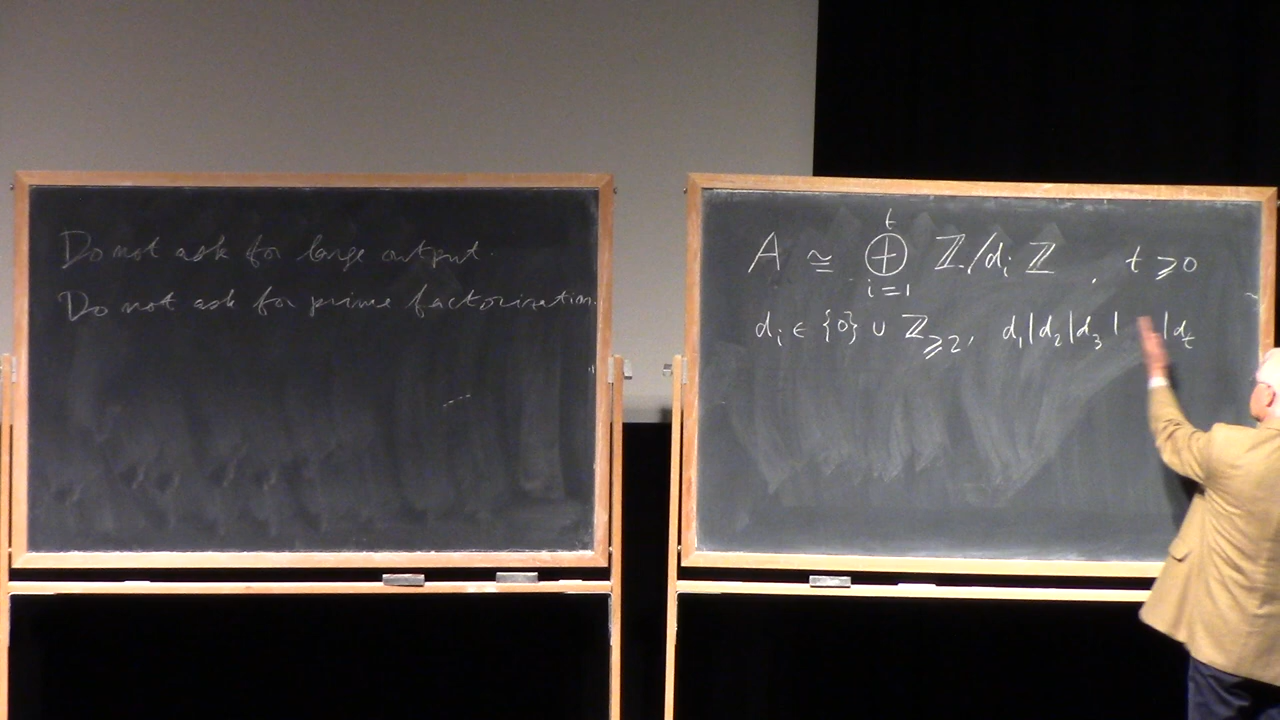 Do not ask for large output.
Do not ask for prime factorization.
A ≅ ⊕_{i=1}^{t} ℤ/d_i ℤ, t ⩾ 0
d_i ∈ {0} ∪ ℤ_{⩾2}, d_1|d_2|d_3| |d_t